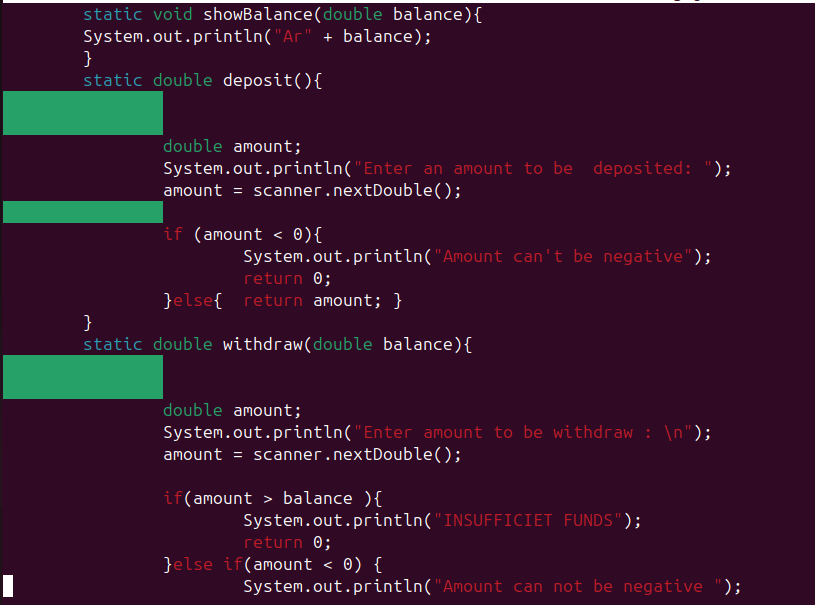 static void showBalance(double balance){
System.out.println("Ar" + balance);
}
static double deposit(){
double amount;
System.out.println("Enter an amount to be  deposited: ");
amount = scanner.nextDouble();
if (amount < 0){
System.out.println("Amount can't be negative");
return 0;
}else{  return amount; }
}
static double withdraw(double balance){
double amount;
System.out.println("Enter amount to be withdraw : \n");
amount = scanner.nextDouble();
if(amount > balance ){
System.out.println("INSUFFICIET FUNDS");
return 0;
}else if(amount < 0) {
System.out.println("Amount can not be negative ");